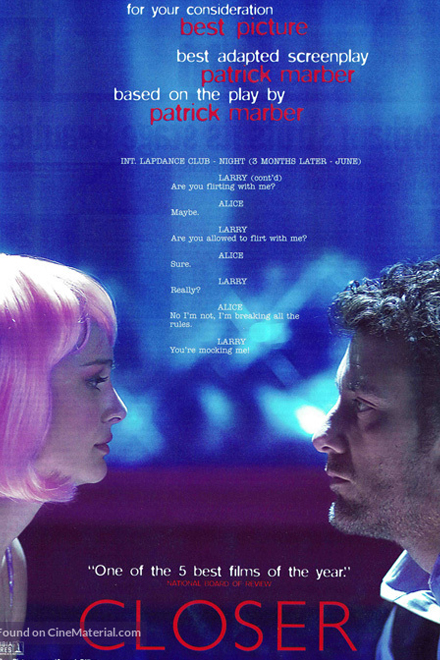 for your consideration
best picture
best adapted screenplay
patrick marber
based on the play by
patrick marber
INT. LAPDANCE CLUB - NIGHT (3 MONTHS LATER - JUNE)
LARRY (cont'd)
Are you flirting with me?
ALICE
Maybe.
LARRY
Are you allowed to flirt with me?
ALICE
Sure.
LARRY
Really?
ALICE
No I'm not, I'm breaking all the
rules.
LARRY
You're mocking me!
"One of the 5 best films of the year."
NATIONAL BOARD OF REVIEW
CLOSER
Found on CineMaterial.com